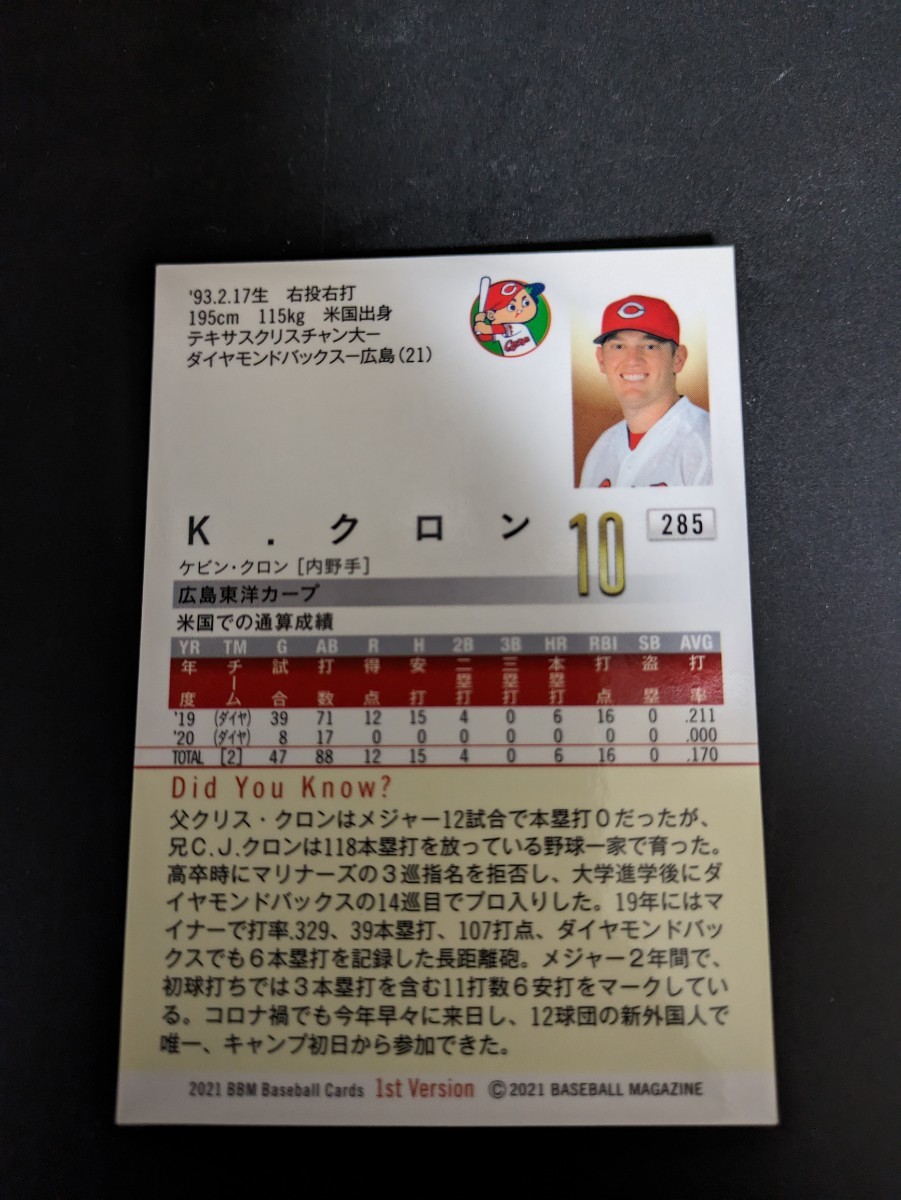 '93.2.17生 右投右打
195cm 115kg 米国出身
テキサスクリスチャン大ー
ダイヤモンドバックスー広島(21)
C
Carp
C
K . クロン 10 285
ケビン・クロン [内野手]
広島東洋カープ
米国での通算成績
YR TM G AB R H 2B 3B HR RBI SB AVG
年度 チーム 試合 打数 得点 安打 二塁打 三塁打 本塁打 打点 盗塁 打率
'19 (ダイヤ) 39 71 12 15 4 0 6 16 0 .211
'20 (ダイヤ) 8 17 0 0 0 0 0 0 0 .000
TOTAL [2] 47 88 12 15 4 0 6 16 0 .170
Did You Know?
父クリス・クロンはメジャー12試合で本塁打0だったが、
兄C.J.クロンは118本塁打を放っている野球一家で育った。
高卒時にマリナーズの3巡指名を拒否し、大学進学後にダ
イヤモンドバックスの14巡目でプロ入りした。19年にはマ
イナーで打率.329、39本塁打、107打点、ダイヤモンドバッ
クスでも6本塁打を記録した長距離砲。メジャー2年間で、
初球打ちでは3本塁打を含む11打数6安打をマークしてい
る。コロナ禍でも今年早々に来日し、12球団の新外国人で
唯一、キャンプ初日から参加できた。
2021 BBM Baseball Cards 1st Version ©2021 BASEBALL MAGAZINE